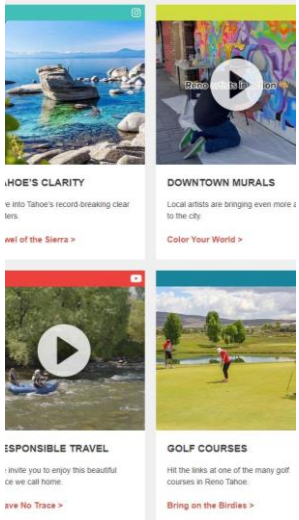 AHOE'S CLARITY
e into Tahoe's record-breaking clear
ters.
wel of the Sierra >
Reno artists in action
DOWNTOWN MURALS
Local artists are bringing even more a
to the city.
Color Your World >
ESPONSIBLE TRAVEL
invite you to enjoy this beautiful
ce we call home.
ave No Trace >
GOLF COURSES
Hit the links at one of the many golf
courses in Reno Tahoe.
Bring on the Birdies >